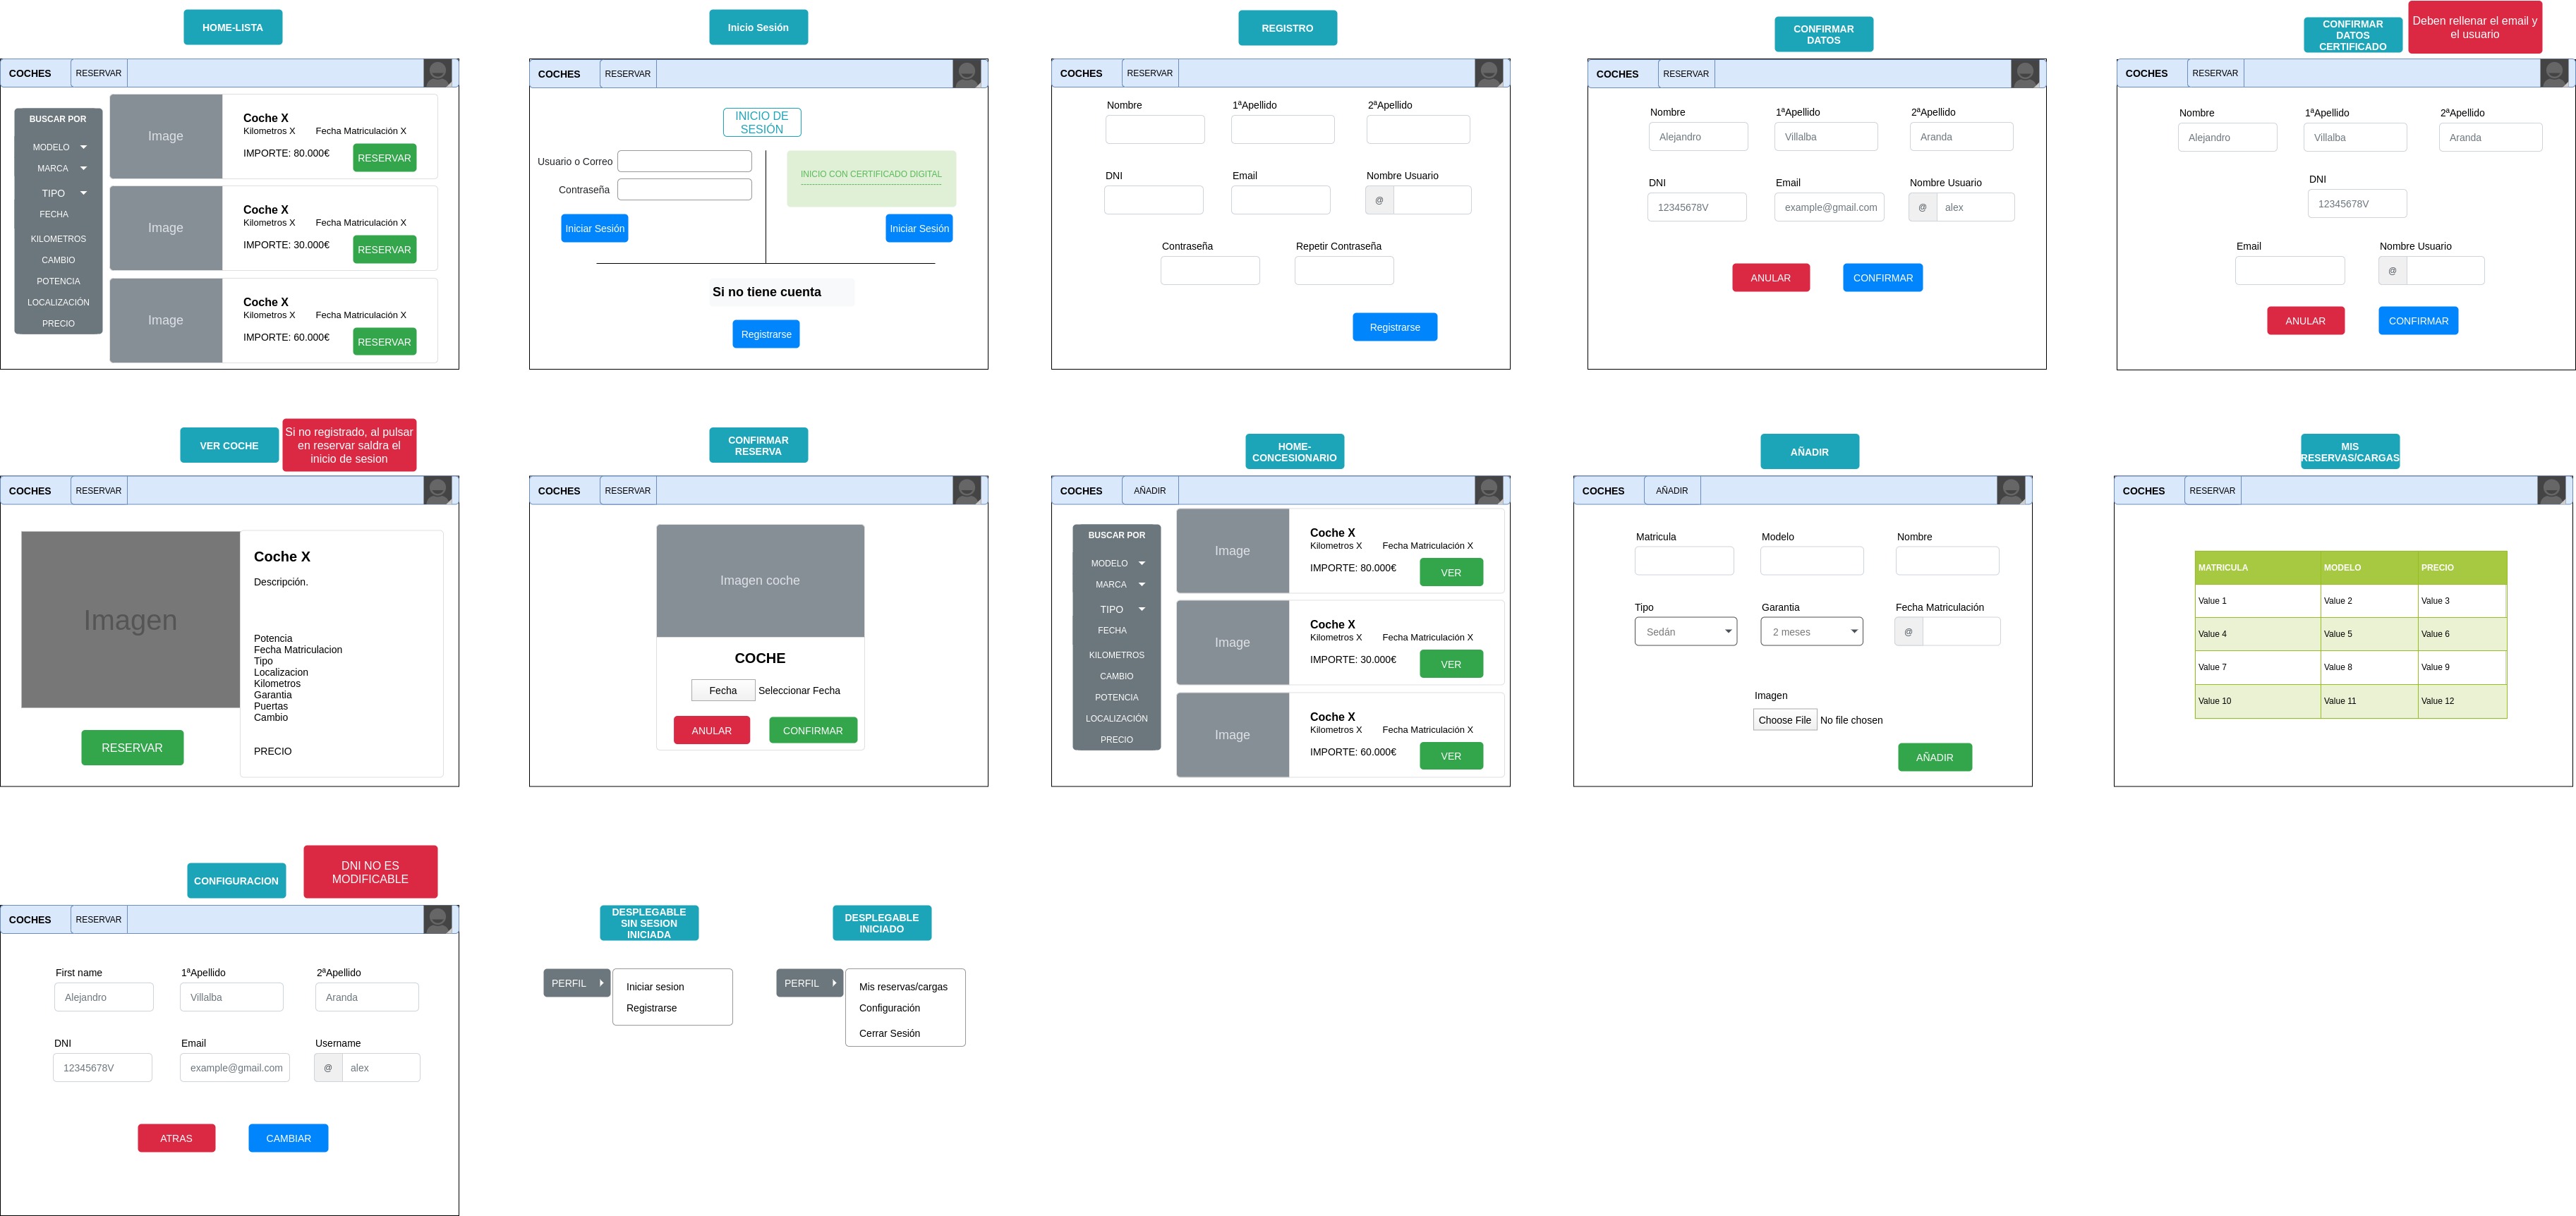 HOME-LISTA
COCHES
RESERVAR
BUSCAR POR
MODELO
MARCA
TIPO
FECHA
KILOMETROS
CAMBIO
POTENCIA
LOCALIZACIÓN
PRECIO
Image
Coche X
Kilometros X Fecha Matriculación X
IMPORTE: 80.000€
RESERVAR
Image
Coche X
Kilometros X Fecha Matriculación X
IMPORTE: 30.000€
RESERVAR
Image
Coche X
Kilometros X Fecha Matriculación X
IMPORTE: 60.000€
RESERVAR
Inicio Sesión
COCHES
RESERVAR
INICIO DE
SESIÓN
Usuario o Correo
Contraseña
Iniciar Sesión
INICIO CON CERTIFICADO DIGITAL
Iniciar Sesión
Si no tiene cuenta
Registrarse
REGISTRO
COCHES
RESERVAR
Nombre
1ªApellido
2ªApellido
DNI
Email
Nombre Usuario
@
Contraseña
Repetir Contraseña
Registrarse
CONFIRMAR
DATOS
COCHES
RESERVAR
Nombre
1ªApellido
2ªApellido
Alejandro
Villalba
Aranda
DNI
Email
Nombre Usuario
12345678V
example@gmail.com
@
alex
ANULAR
CONFIRMAR
CONFIRMAR
DATOS
CERTIFICADO
Deben rellenar el email y
el usuario
COCHES
RESERVAR
Nombre
1ªApellido
2ªApellido
Alejandro
Villalba
Aranda
DNI
12345678V
Email
Nombre Usuario
@
ANULAR
CONFIRMAR
VER COCHE
Si no registrado, al pulsar
en reservar saldra el
inicio de sesion
COCHES
RESERVAR
Imagen
RESERVAR
Coche X
Descripción.
Potencia
Fecha Matriculacion
Tipo
Localizacion
Kilometros
Garantia
Puertas
Cambio
PRECIO
CONFIRMAR
RESERVA
COCHES
RESERVAR
Imagen coche
COCHE
Fecha
Seleccionar Fecha
ANULAR
CONFIRMAR
HOME-
CONCESIONARIO
COCHES
AÑADIR
BUSCAR POR
MODELO
MARCA
TIPO
FECHA
KILOMETROS
CAMBIO
POTENCIA
LOCALIZACIÓN
PRECIO
Image
Coche X
Kilometros X Fecha Matriculación X
IMPORTE: 80.000€
VER
Image
Coche X
Kilometros X Fecha Matriculación X
IMPORTE: 30.000€
VER
Image
Coche X
Kilometros X Fecha Matriculación X
IMPORTE: 60.000€
VER
AÑADIR
COCHES
AÑADIR
Matricula
Modelo
Nombre
Tipo
Garantia
Fecha Matriculación
Sedán
2 meses
@
Imagen
Choose File
No file chosen
AÑADIR
MIS
RESERVAS/CARGAS
COCHES
RESERVAR
MATRICULA MODELO PRECIO
Value 1 Value 2 Value 3
Value 4 Value 5 Value 6
Value 7 Value 8 Value 9
Value 10 Value 11 Value 12
CONFIGURACION
DNI NO ES
MODIFICABLE
COCHES
RESERVAR
First name
1ªApellido
2ªApellido
Alejandro
Villalba
Aranda
DNI
Email
Username
12345678V
example@gmail.com
@
alex
ATRAS
CAMBIAR
DESPLEGABLE
SIN SESION
INICIADA
PERFIL
Iniciar sesion
Registrarse
DESPLEGABLE
INICIADO
PERFIL
Mis reservas/cargas
Configuración
Cerrar Sesión